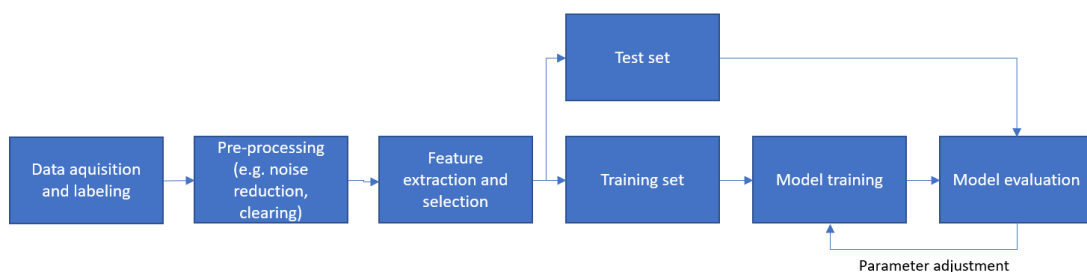 Test set
Data aquisition
and labeling
Pre-processing
(e.g. noise
reduction,
clearing)
Feature
extraction and
selection
Training set
Model training
Model evaluation
Parameter adjustment